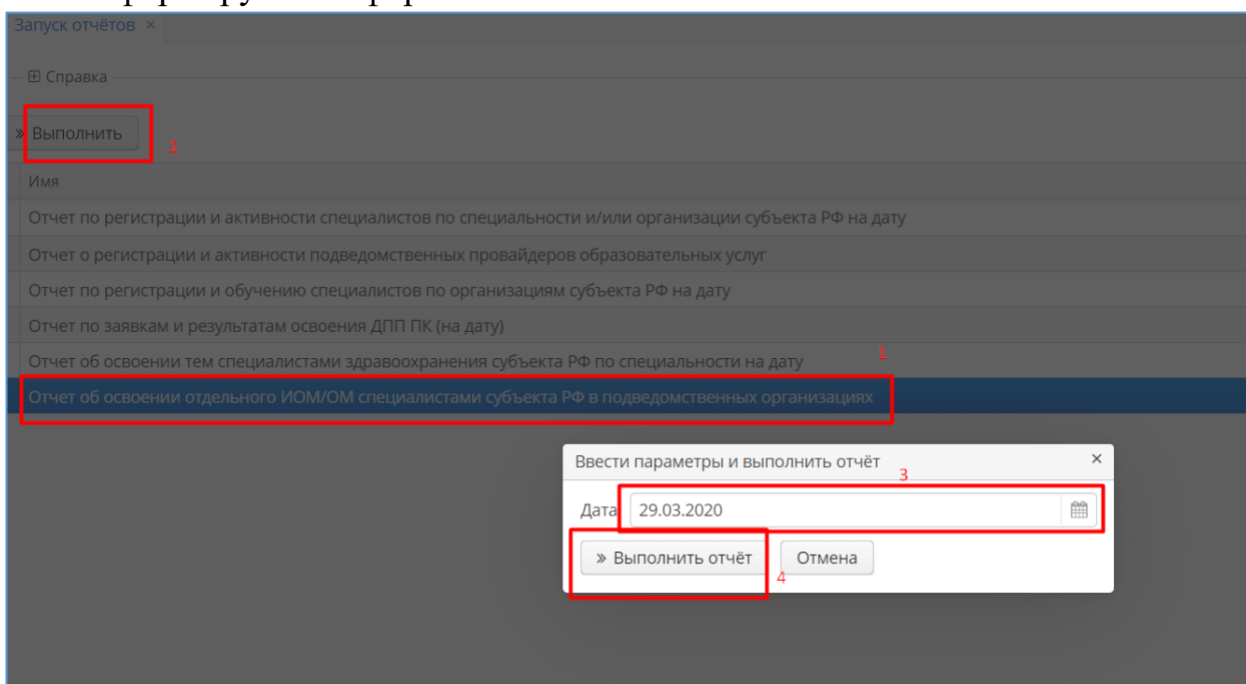 Запуск отчётов ×
Справка
» Выполнить
2
Имя
Отчет по регистрации и активности специалистов по специальности и/или организации субъекта РФ на дату
Отчет о регистрации и активности подведомственных провайдеров образовательных услуг
Отчет по регистрации и обучению специалистов по организациям субъекта РФ на дату
Отчет по заявкам и результатам освоения ДПП ПК (на дату)
Отчет об освоении тем специалистами здравоохранения субъекта РФ по специальности на дату
1
Отчет об освоении отдельного ИОМ/ОМ специалистами субъекта РФ в подведомственных организациях
Ввести параметры и выполнить отчёт ×
3
Дата 29.03.2020
» Выполнить отчёт Отмена
4